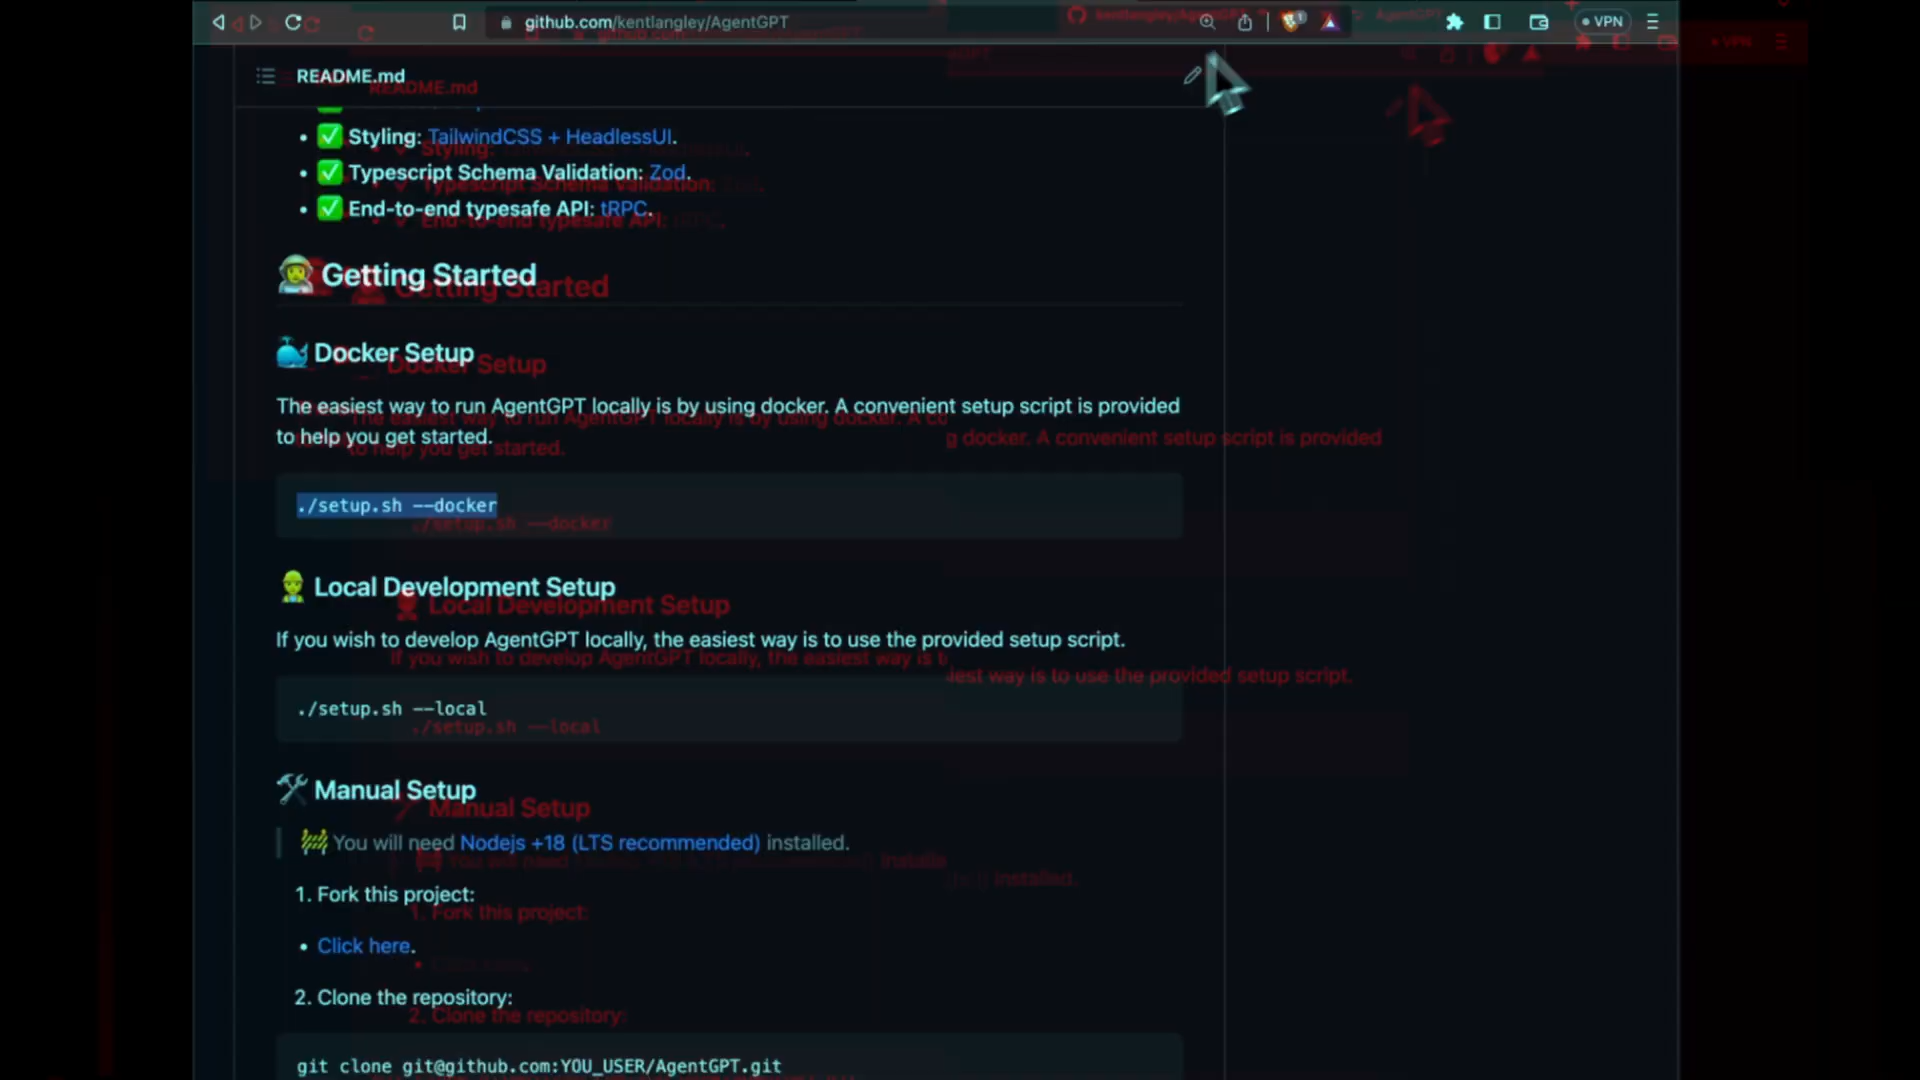 github.com/kentlangley/AgentGPT
VPN
README.md
• ✅ Styling: TailwindCSS + HeadlessUI.
• ✅ Typescript Schema Validation: Zod.
• ✅ End-to-end typesafe API: tRPC.
Getting Started
Docker Setup
The easiest way to run AgentGPT locally is by using docker. A convenient setup script is provided
to help you get started.
./setup.sh --docker
Local Development Setup
If you wish to develop AgentGPT locally, the easiest way is to use the provided setup script.
./setup.sh --local
Manual Setup
🚧 You will need Nodejs +18 (LTS recommended) installed.
1. Fork this project:
• Click here.
2. Clone the repository:
git clone git@github.com:YOU_USER/AgentGPT.git